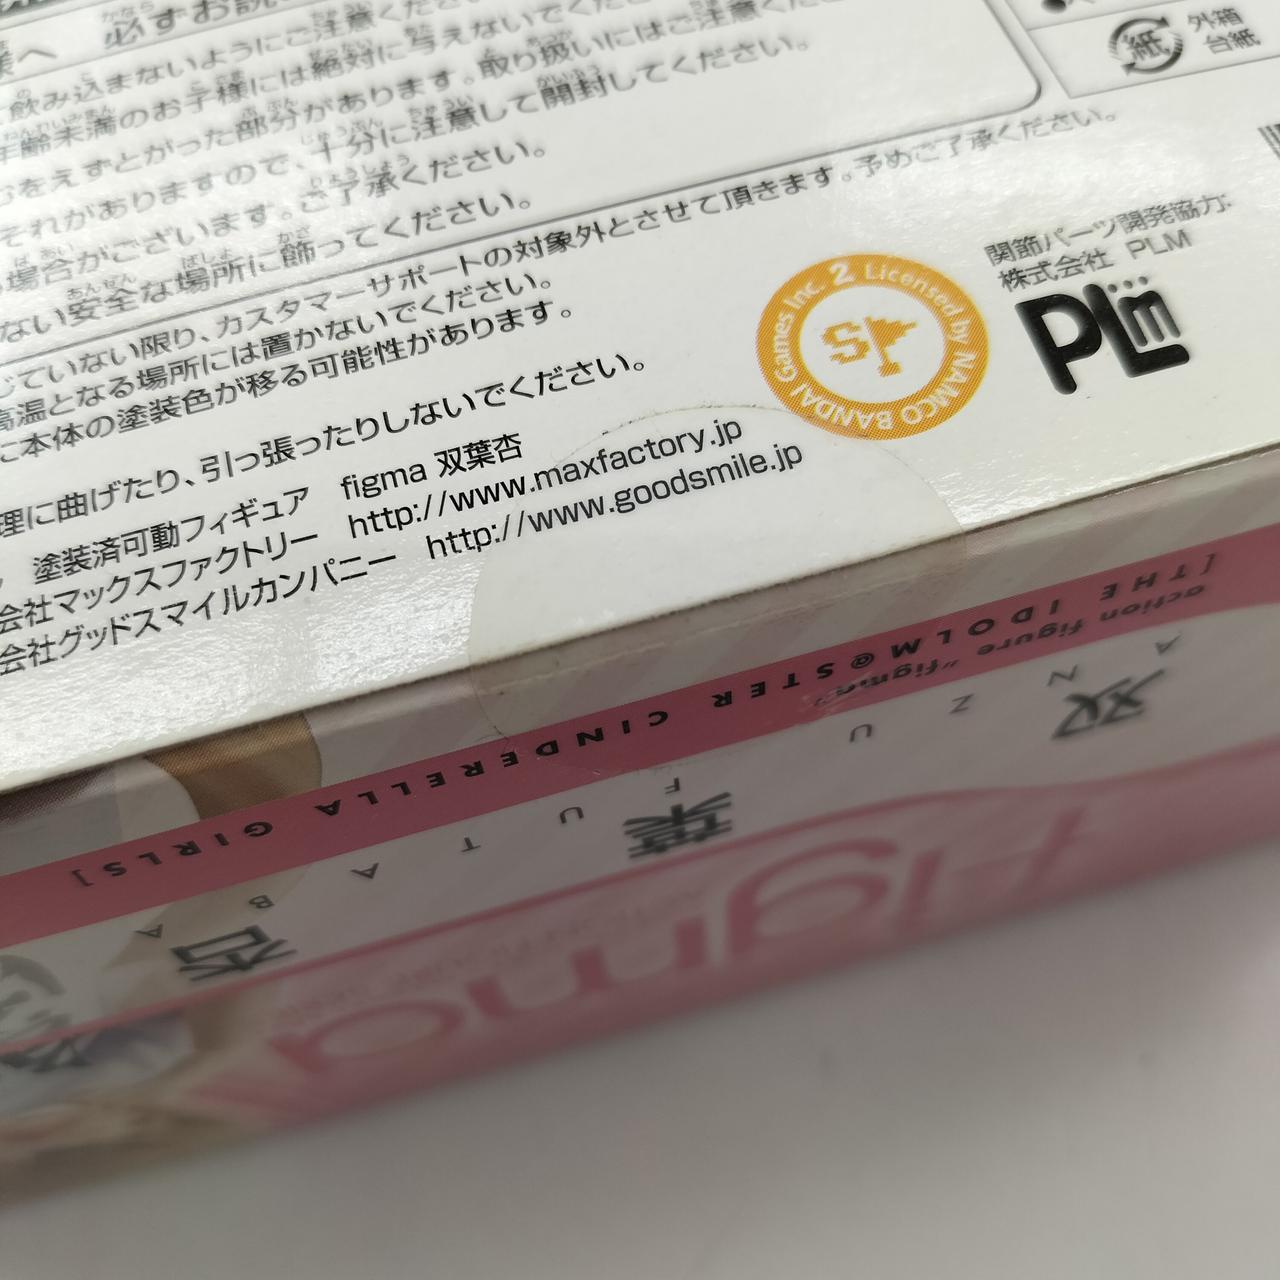 必ずお読み
様へ
飲み込まないようにご注意ください
年齢未満のお子様には絶対に与えないでください
をえずとがった部分があります。取り扱いにはご注意ください
それがありますので、十分に注意して開封してください。
場合がございます。ご了承ください。
ない安全な場所に飾ってください。
じていない限り、カスタマーサポートの対象外とさせて頂きます。予めご了承ください。
高温となる場所には置かないでください。
に本体の塗装色が移る可能性があります。
理に曲げたり、引っ張ったりしないでください。
塗装済可動フィギュア figma 双葉杏
会社マックスファクトリー http://www.maxfactory.jp
会社グッドスマイルカンパニー http://www.goodsmile.jp
紙
外箱
台紙
関節パーツ開発協力:
株式会社 PLM
PLm
2 Licensed by NAMCO BANDAI Games Inc.
SP
action figure "figma"
[THE IDOLM@STER CINDERELLA GIRLS]
双葉杏
FUTABA ANZU
figma